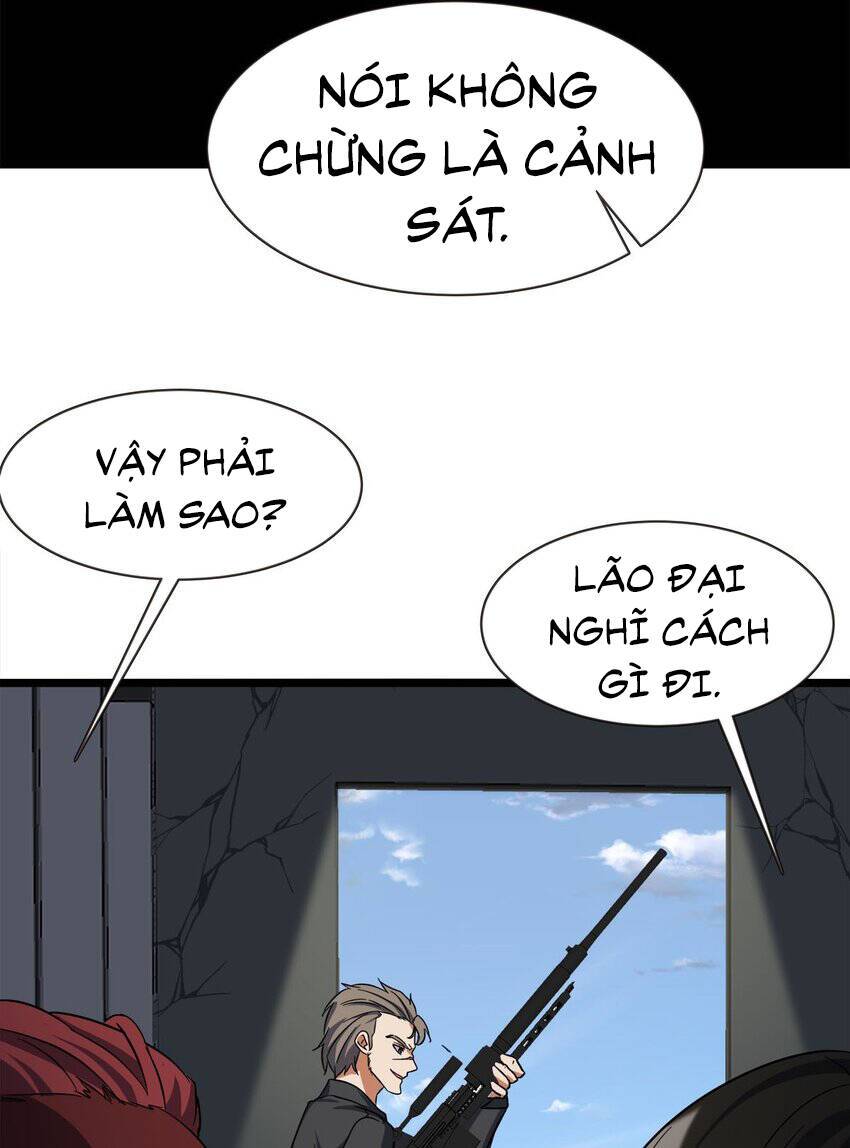 NÓI KHÔNG
CHỪNG LÀ CẢNH
SÁT.
VẬY PHẢI
LÀM SAO?
LÃO ĐẠI
NGHĨ CÁCH
GÌ ĐI.